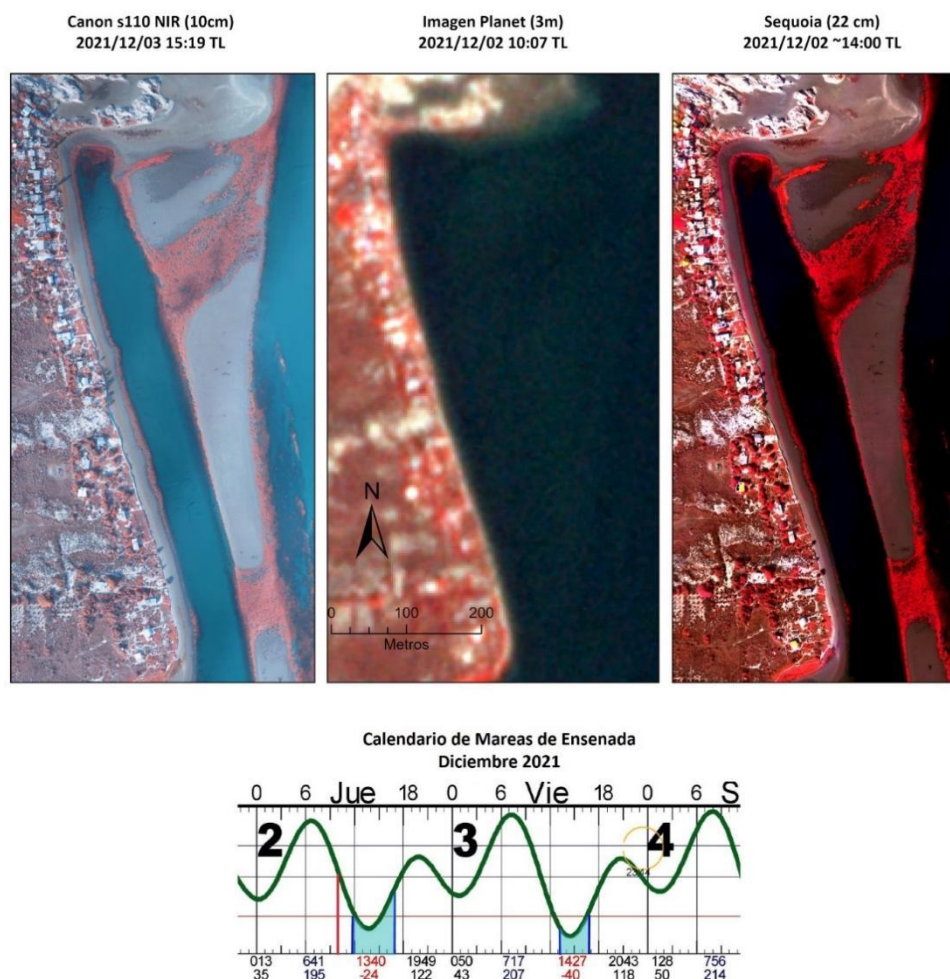 Canon s110 NIR (10cm)
2021/12/03 15:19 TL
Imagen Planet (3m)
2021/12/02 10:07 TL
Sequoia (22 cm)
2021/12/02 ~14:00 TL
N
0 100 200
Metros
Calendario de Mareas de Ensenada
Diciembre 2021
0 6 Jue 18 0 6 Vie 18 0 6 S
2 3 4
013 641 1340 1949 050 717 1427 2043 128 756
35 195 -24 122 43 207 -40 118 50 214